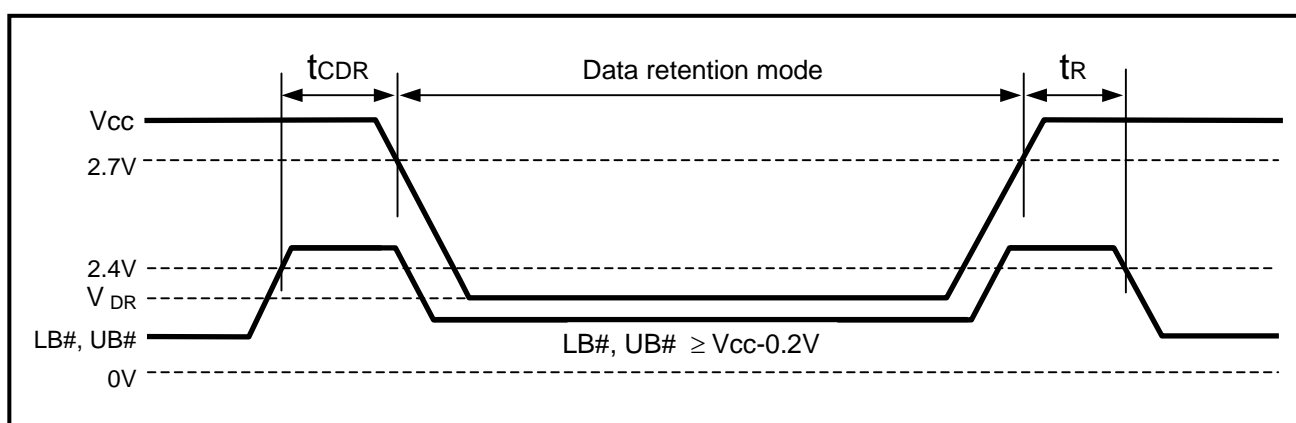 tCDR
Data retention mode
tR
Vcc
2.7V
2.4V
V DR
LB#, UB#
LB#, UB# ≥ Vcc-0.2V
0V